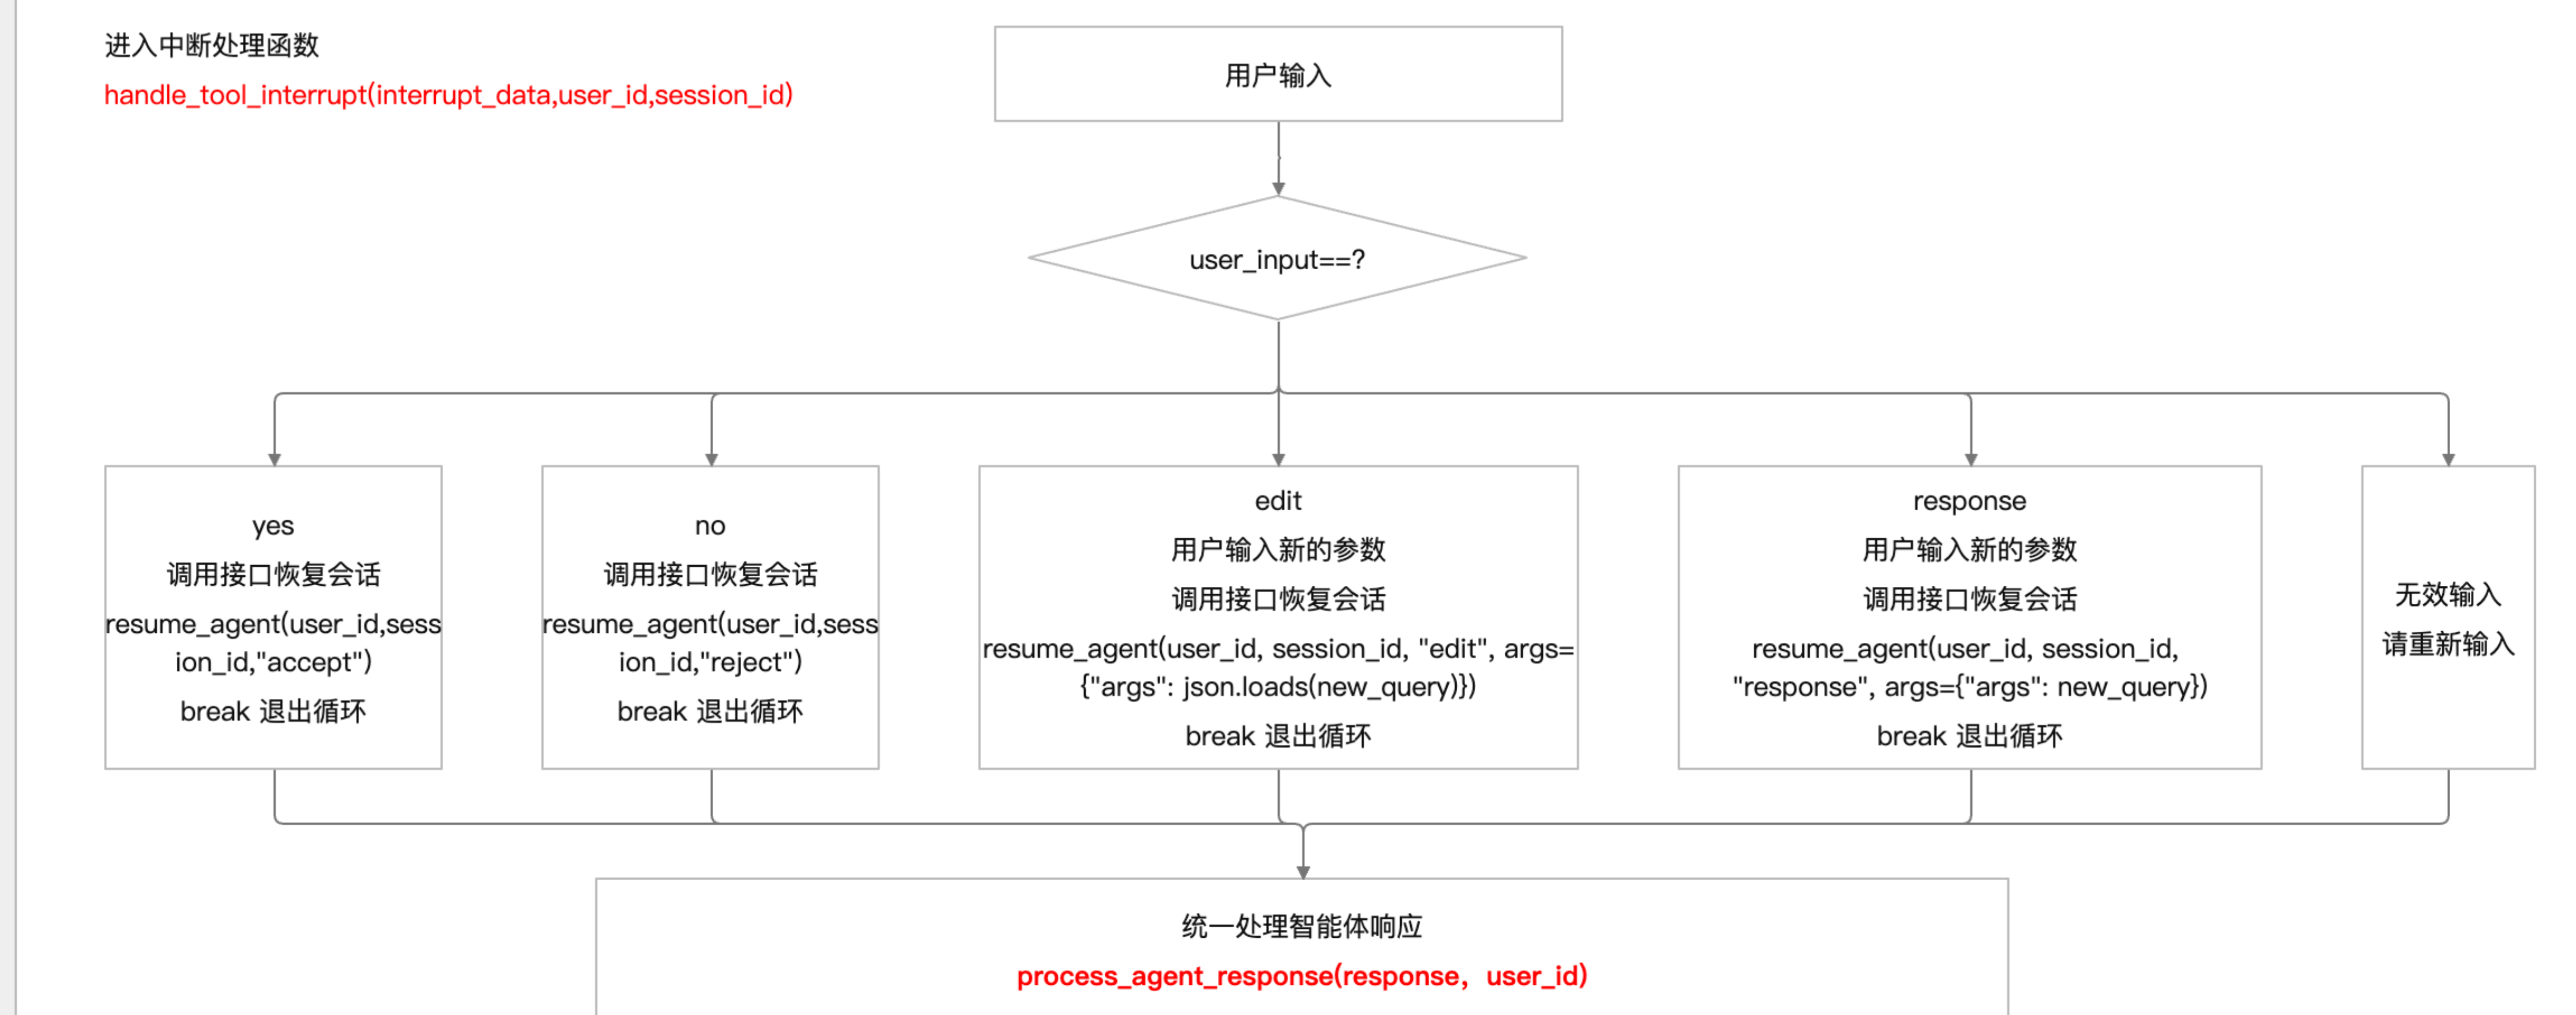 进入中断处理函数
handle_tool_interrupt(interrupt_data,user_id,session_id)
用户输入
user_input==?
yes
调用接口恢复会话
resume_agent(user_id,sess
ion_id,"accept")
break 退出循环
no
调用接口恢复会话
resume_agent(user_id,sess
ion_id,"reject")
break 退出循环
edit
用户输入新的参数
调用接口恢复会话
resume_agent(user_id, session_id, "edit", args=
{"args": json.loads(new_query)})
break 退出循环
response
用户输入新的参数
调用接口恢复会话
resume_agent(user_id, session_id,
"response", args={"args": new_query})
break 退出循环
无效输入
请重新输入
统一处理智能体响应
process_agent_response(response，user_id)